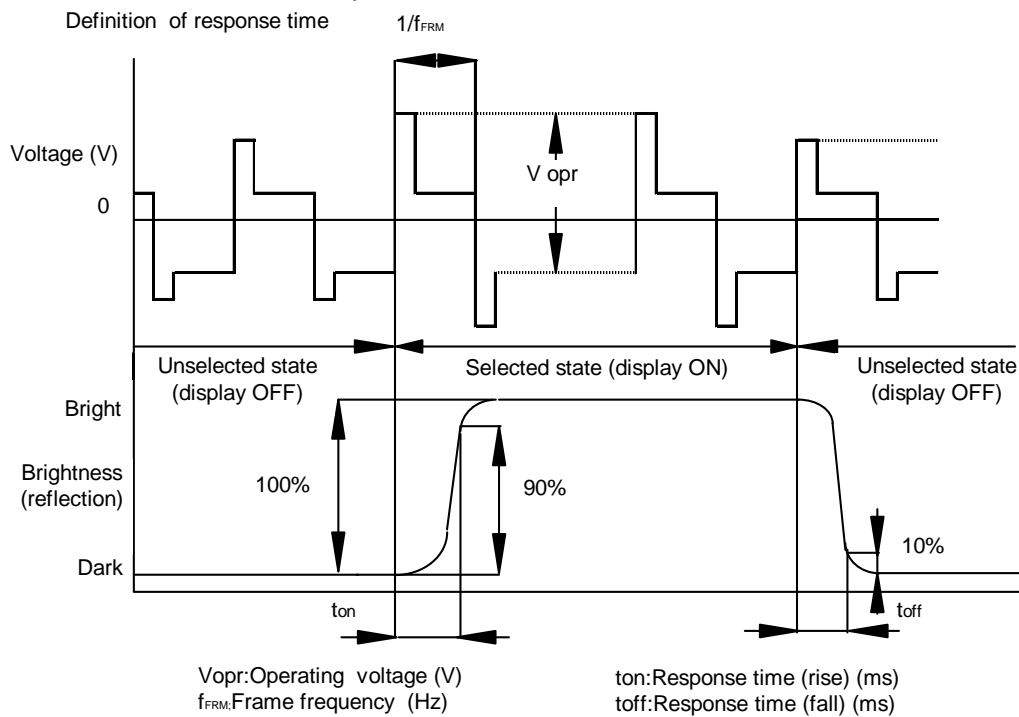 Definition of response time
1/fFRM
Voltage (V)
0
V opr
Unselected state
(display OFF)
Selected state (display ON)
Unselected state
(display OFF)
Bright
Brightness
(reflection)
Dark
100%
90%
10%
ton
toff
Vopr:Operating voltage (V)
fFRM;Frame frequency (Hz)
ton:Response time (rise) (ms)
toff:Response time (fall) (ms)